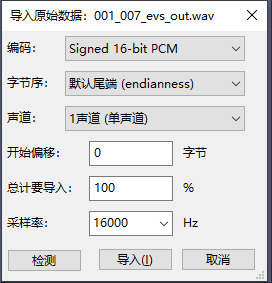 导入原始数据: 001_007_evs_out.wav
编码: Signed 16-bit PCM
字节序: 默认尾端 (endianness)
声道: 1声道 (单声道)
开始偏移: 0 字节
总计要导入: 100 %
采样率: 16000 Hz
检测 导入(I) 取消